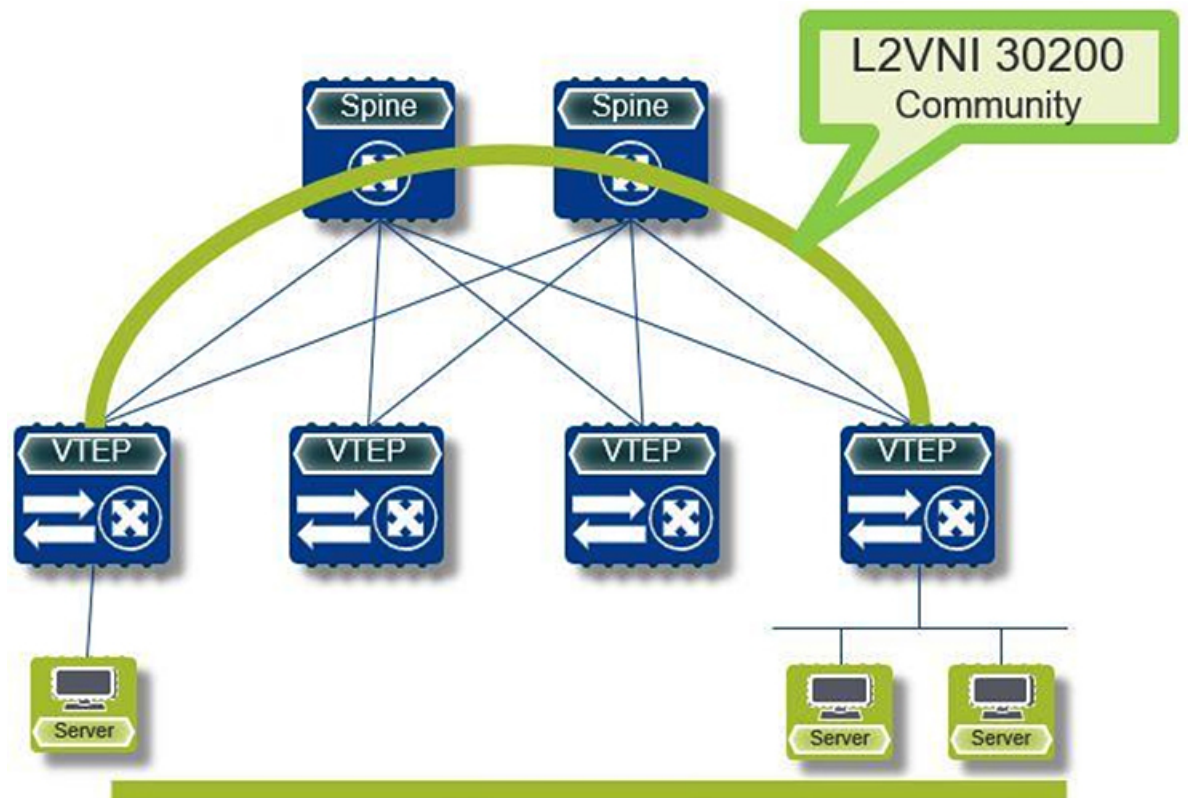 L2VNI 30200
Community
Spine
Spine
VTEP
VTEP
VTEP
VTEP
Server
Server
Server